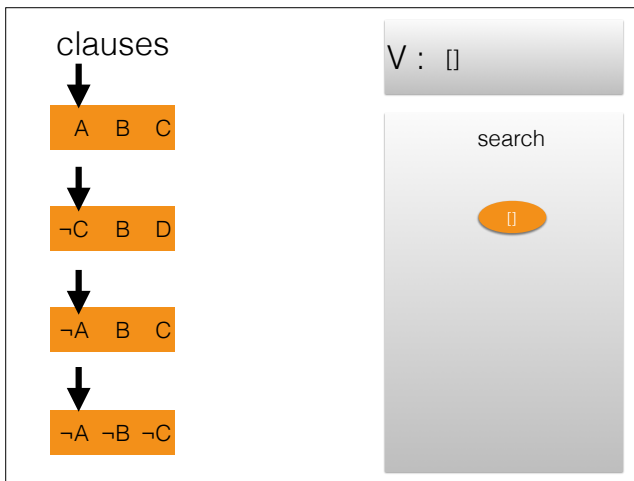 clauses
A B C
¬C B D
¬A B C
¬A ¬B ¬C
V : []
search
[]